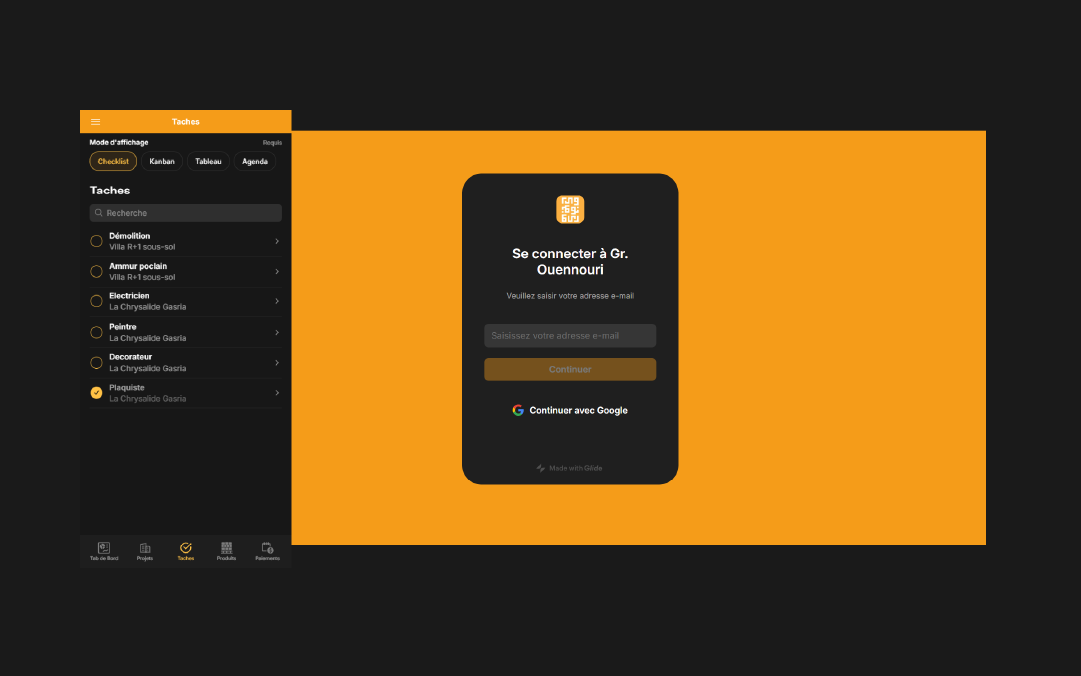 Taches
Mode d'affichage
Requis
Checklist
Kanban
Tableau
Agenda
Taches
Recherche
Démolition
Villa R+1 sous-sol
Ammur poclain
Villa R+1 sous-sol
Electricien
La Chrysalide Gasria
Peintre
La Chrysalide Gasria
Decorateur
La Chrysalide Gasria
Plaquiste
La Chrysalide Gasria
Tab de Bord
Projets
Taches
Produits
Paiements
Se connecter à Gr.
Ouennouri
Veuillez saisir votre adresse e-mail
Saisissez votre adresse e-mail
Continuer
Continuer avec Google
Made with Glide